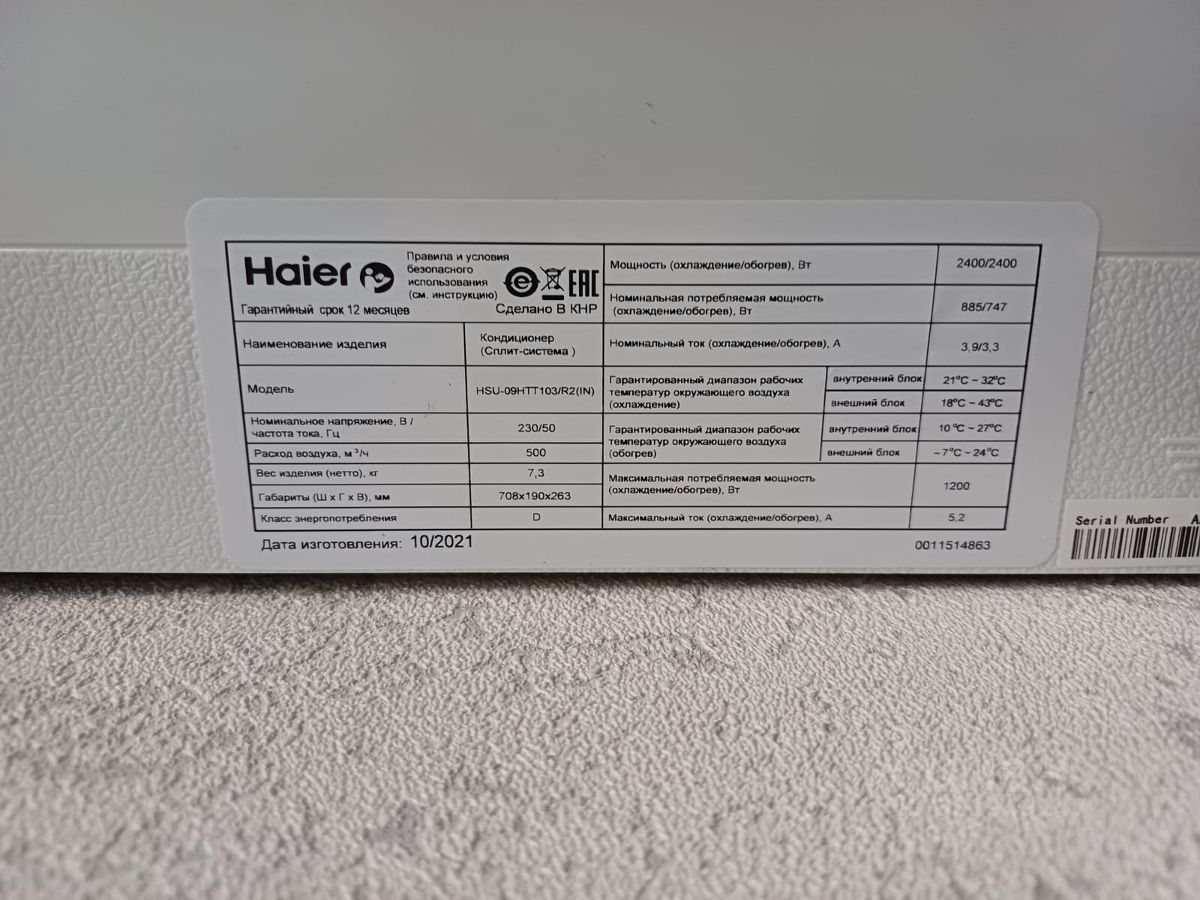 Haier
Правила и условия
безопасного
использования
(см. инструкцию)
EAC
Гарантийный срок 12 месяцев
Сделано В КНР
Наименование изделия
Кондиционер
(Сплит-система )
Модель
HSU-09HTT103/R2(IN)
Номинальное напряжение, В /
частота тока, Гц
230/50
Расход воздуха, м³/ч
500
Вес изделия (нетто), кг
7,3
Габариты (Ш х Г х В), мм
708x190x263
Класс энергопотребления
D
Мощность (охлаждение/обогрев), Вт
2400/2400
Номинальная потребляемая мощность
(охлаждение/обогрев), Вт
885/747
Номинальный ток (охлаждение/обогрев), А
3,9/3,3
Гарантированный диапазон рабочих
температур окружающего воздуха
(охлаждение)
внутренний блок
21°C ~ 32°C
внешний блок
18°C ~ 43°C
Гарантированный диапазон рабочих
температур окружающего воздуха
(обогрев)
внутренний блок
10 °C ~ 27°C
внешний блок
-7°C ~ 24°C
Максимальная потребляемая мощность
(охлаждение/обогрев), Вт
1200
Максимальный ток (охлаждение/обогрев), А
5.2
Дата изготовления: 10/2021
0011514863
Serial Number